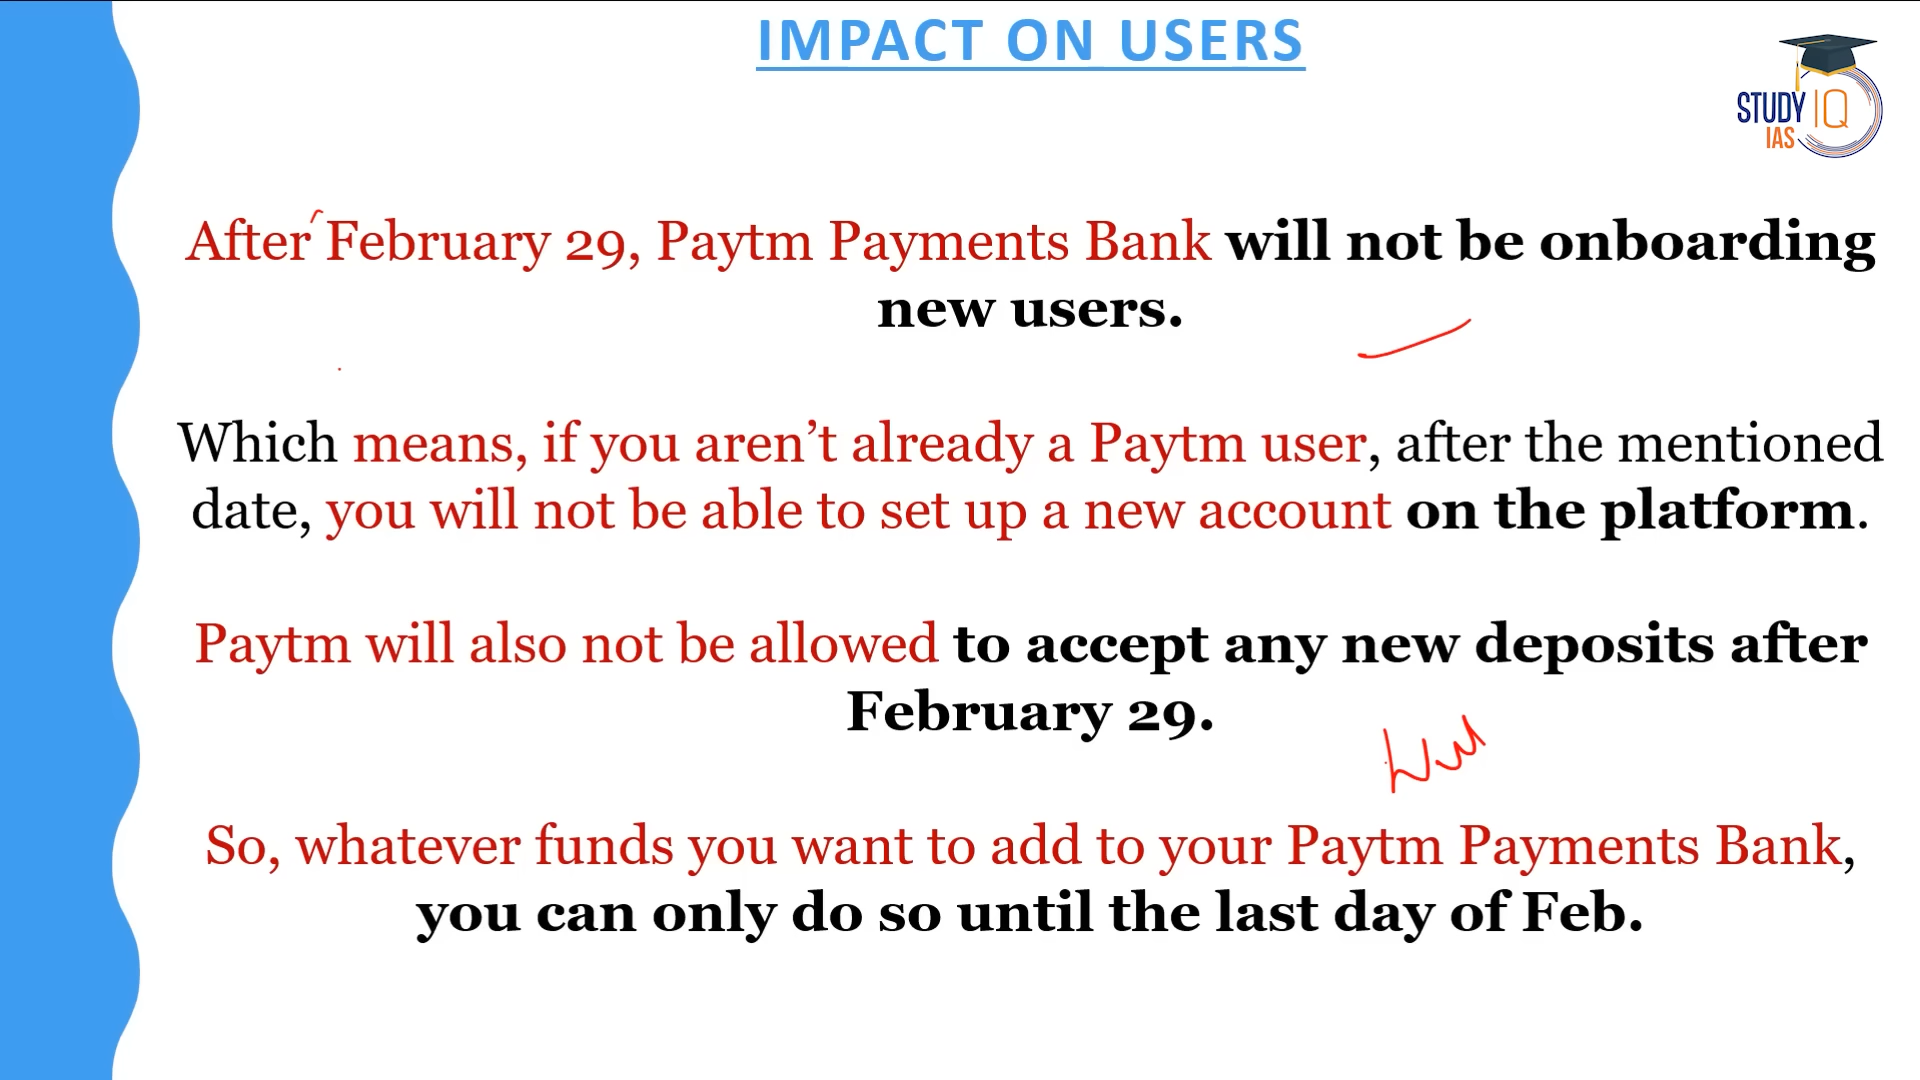 IMPACT ON USERS
STUDY IQ
IAS
After February 29, Paytm Payments Bank will not be onboarding
new users.
Which means, if you aren’t already a Paytm user, after the mentioned
date, you will not be able to set up a new account on the platform.
Paytm will also not be allowed to accept any new deposits after
February 29.
So, whatever funds you want to add to your Paytm Payments Bank,
you can only do so until the last day of Feb.